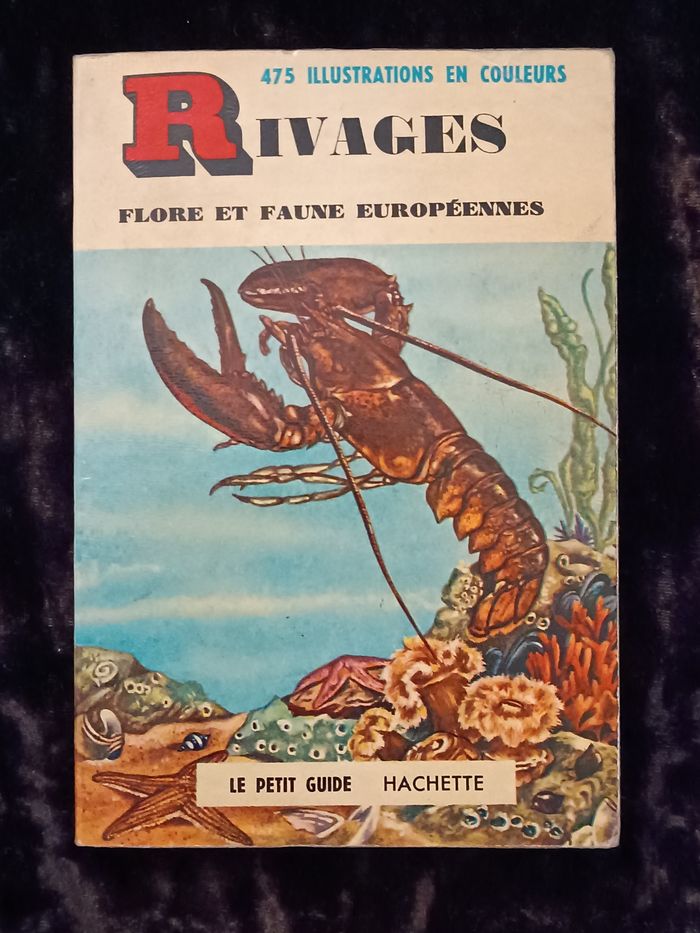 475 ILLUSTRATIONS EN COULEURS
RIVAGES
FLORE ET FAUNE EUROPÉENNES
LE PETIT GUIDE HACHETTE